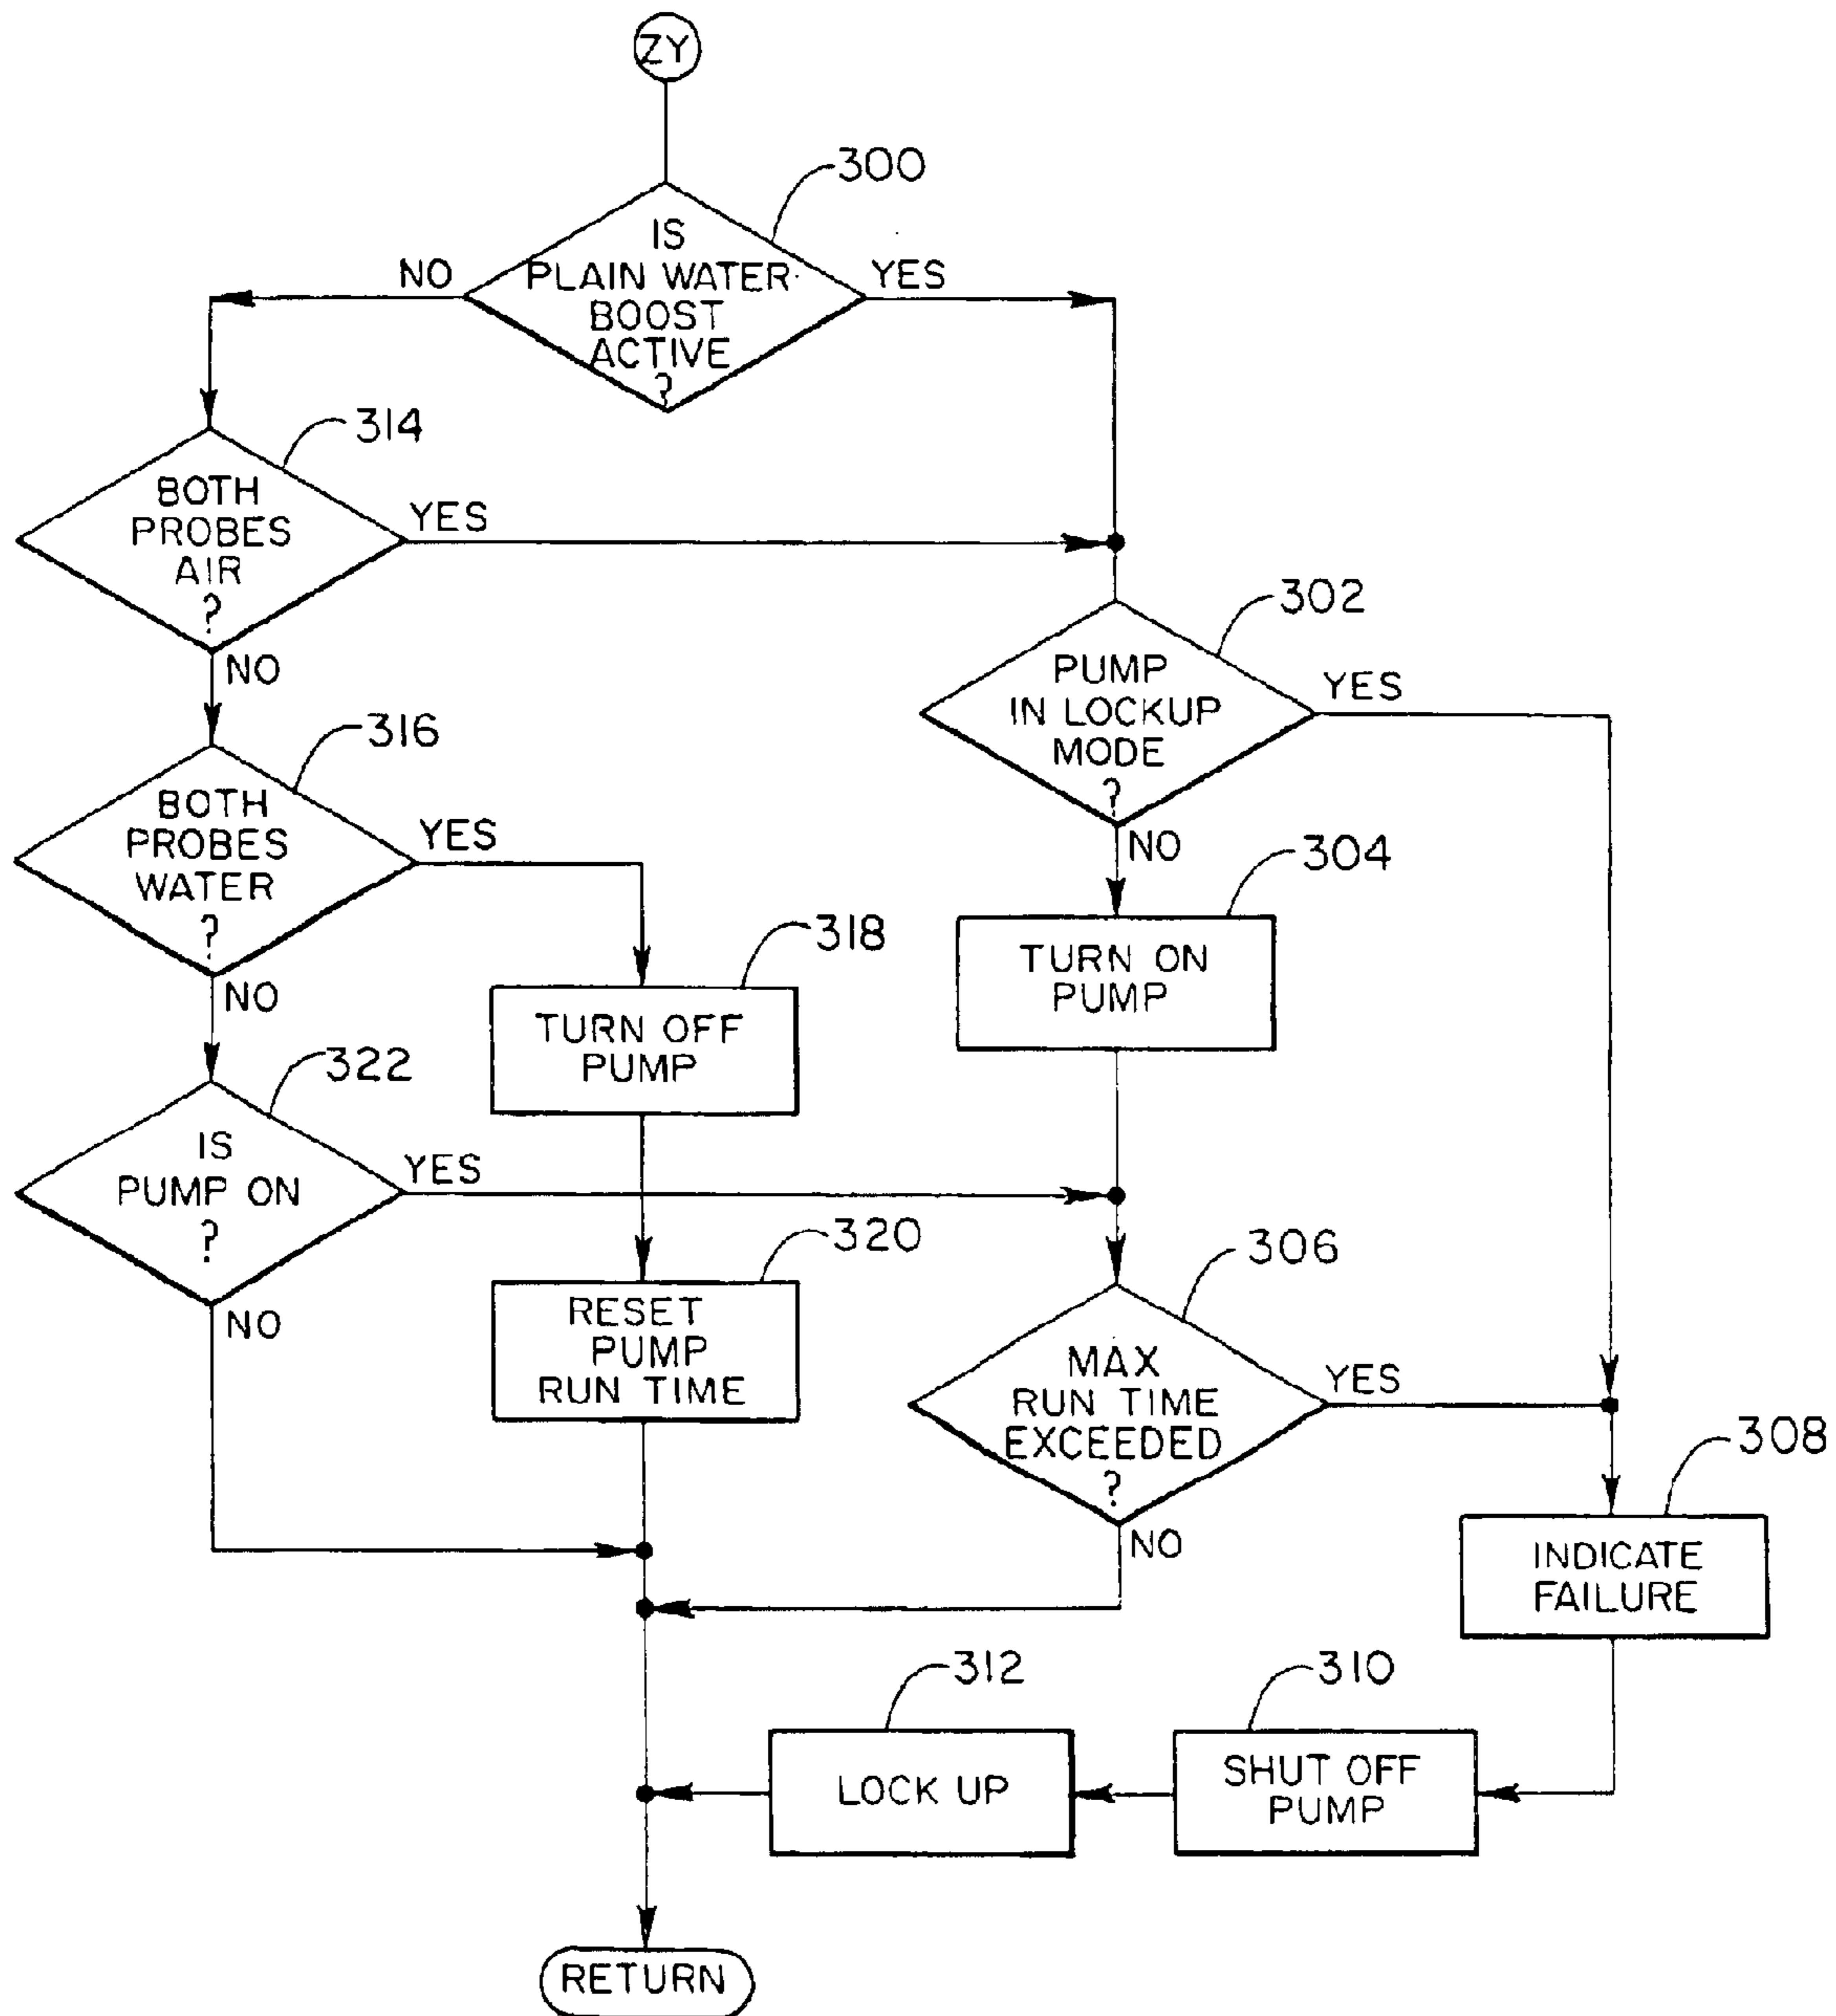 ZY
300
IS
PLAIN WATER
BOOST
ACTIVE
?
NO
YES
314
BOTH
PROBES
AIR
?
YES
NO
302
PUMP
IN LOCKUP
MODE
?
YES
NO
316
BOTH
PROBES
WATER
?
YES
NO
304
TURN ON
PUMP
318
TURN OFF
PUMP
322
IS
PUMP ON
?
YES
NO
320
RESET
PUMP
RUN TIME
306
MAX
RUN TIME
EXCEEDED
?
YES
NO
308
INDICATE
FAILURE
310
SHUT OFF
PUMP
312
LOCK UP
RETURN